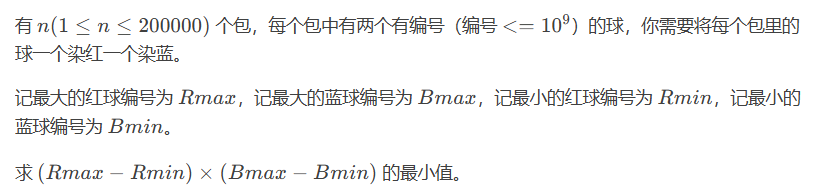 有 n(1 ≤ n ≤ 200000) 个包，每个包中有两个有编号（编号 <= 10^9）的球，你需要将每个包里的
球一个染红一个染蓝。
记最大的红球编号为 Rmax，记最大的蓝球编号为 Bmax，记最小的红球编号为 Rmin，记最小的
蓝球编号为 Bmin。
求 (Rmax − Rmin) × (Bmax − Bmin) 的最小值。